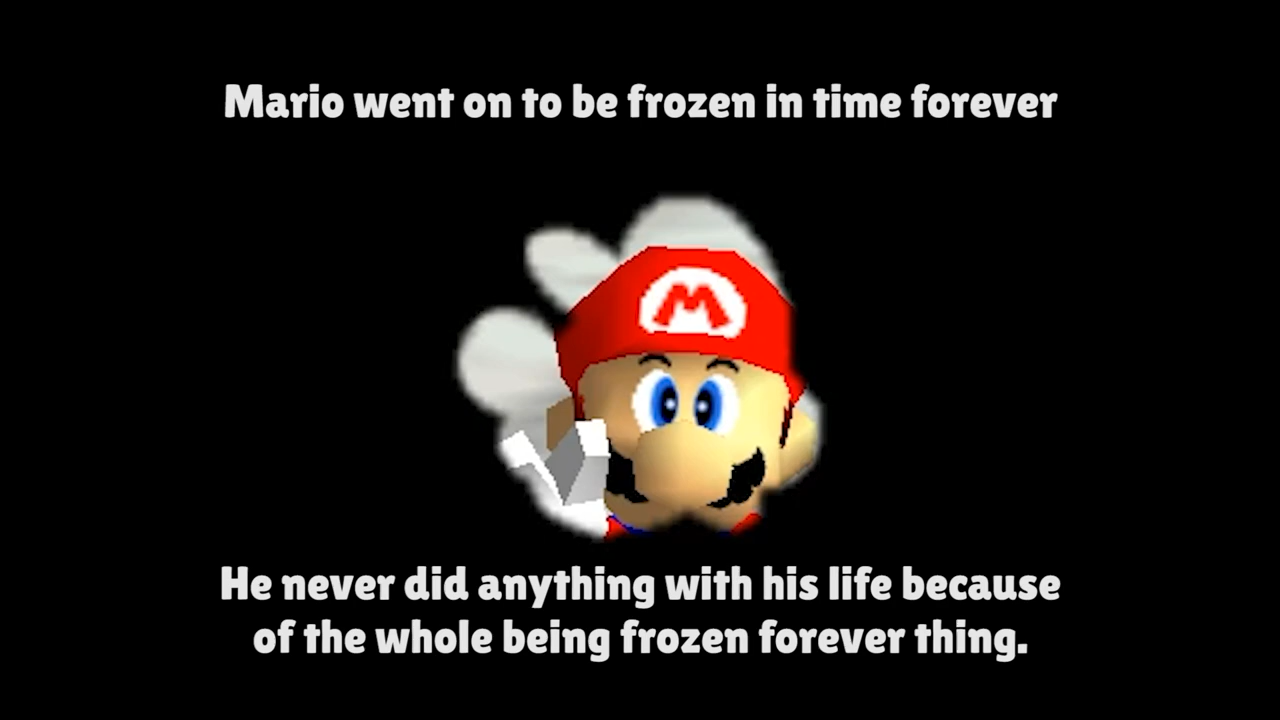 Mario went on to be frozen in time forever
M
He never did anything with his life because
of the whole being frozen forever thing.